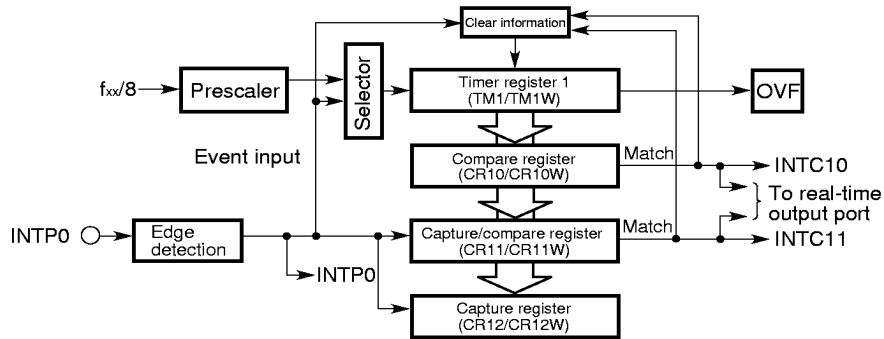 Clear information
fxx/8
Prescaler
Selector
Timer register 1
(TM1/TM1W)
OVF
Event input
Compare register
(CR10/CR10W)
Match
INTC10
To real-time
output port
INTP0
Edge
detection
Capture/compare register
(CR11/CR11W)
Match
INTC11
INTP0
Capture register
(CR12/CR12W)